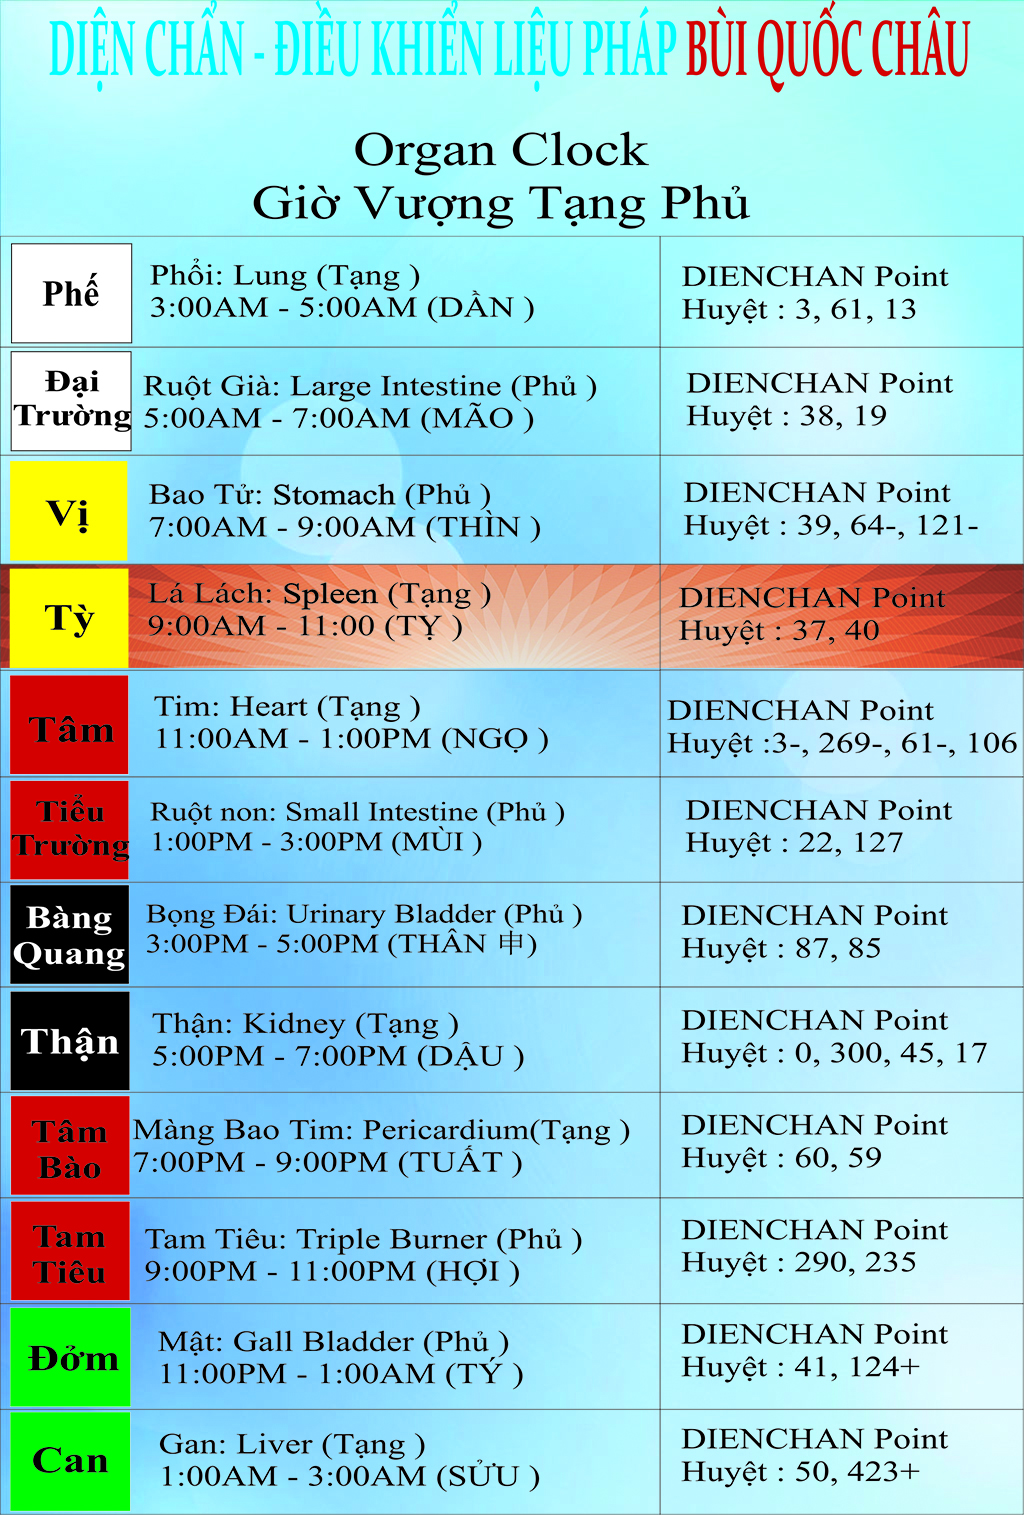 DIỆN CHẨN - ĐIỀU KHIỂN LIỆU PHÁP BÙI QUỐC CHÂU
Organ Clock
Giờ Vượng Tạng Phủ
Phế
Phổi: Lung (Tạng )
3:00AM - 5:00AM (DẦN )
DIENCHAN Point
Huyệt : 3, 61, 13
Đại
Trường
Ruột Già: Large Intestine (Phủ )
5:00AM - 7:00AM (MÃO )
DIENCHAN Point
Huyệt : 38, 19
Vị
Bao Tử: Stomach (Phủ )
7:00AM - 9:00AM (THÌN )
DIENCHAN Point
Huyệt : 39, 64-, 121-
Tỳ
Lá Lách: Spleen (Tạng )
9:00AM - 11:00 (TỴ )
DIENCHAN Point
Huyệt : 37, 40
Tâm
Tim: Heart (Tạng )
11:00AM - 1:00PM (NGỌ )
DIENCHAN Point
Huyệt :3-, 269-, 61-, 106
Tiểu
Trường
Ruột non: Small Intestine (Phủ )
1:00PM - 3:00PM (MÙI )
DIENCHAN Point
Huyệt : 22, 127
Bàng
Quang
Bọng Đái: Urinary Bladder (Phủ )
3:00PM - 5:00PM (THÂN 申)
DIENCHAN Point
Huyệt : 87, 85
Thận
Thận: Kidney (Tạng )
5:00PM - 7:00PM (DẬU )
DIENCHAN Point
Huyệt : 0, 300, 45, 17
Tâm
Bào
Màng Bao Tim: Pericardium(Tạng )
7:00PM - 9:00PM (TUẤT )
DIENCHAN Point
Huyệt : 60, 59
Tam
Tiêu
Tam Tiêu: Triple Burner (Phủ )
9:00PM - 11:00PM (HỢI )
DIENCHAN Point
Huyệt : 290, 235
Đởm
Mật: Gall Bladder (Phủ )
11:00PM - 1:00AM (TÝ )
DIENCHAN Point
Huyệt : 41, 124+
Can
Gan: Liver (Tạng )
1:00AM - 3:00AM (SỬU )
DIENCHAN Point
Huyệt : 50, 423+